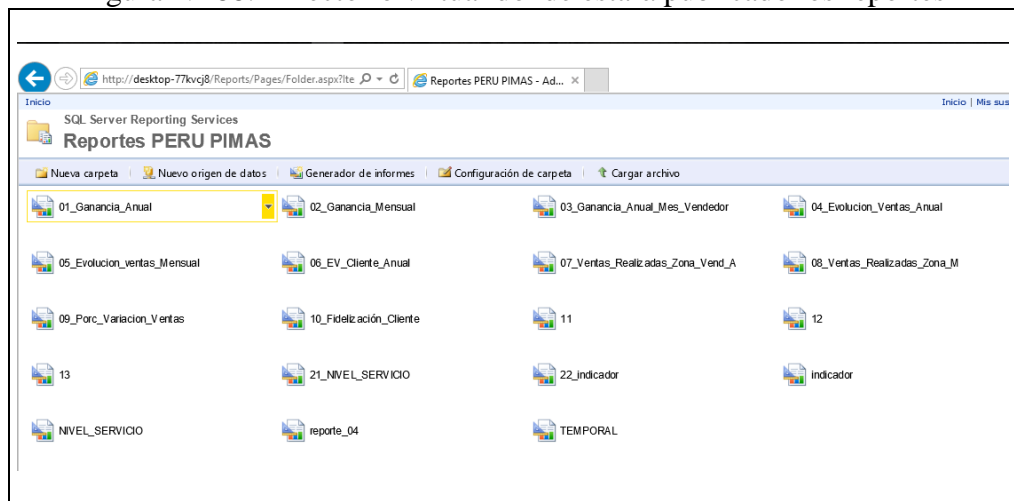 http://desktop-77kvcj8/Reports/Pages/Folder.aspx?Ite
Reportes PERU PIMAS - Ad...
Inicio
Inicio | Mis sus
SQL Server Reporting Services
Reportes PERU PIMAS
Nueva carpeta Nuevo origen de datos Generador de informes Configuración de carpeta Cargar archivo
01_Ganancia_Anual 02_Ganancia_Mensual 03_Ganancia_Anual_Mes_Vendedor 04_Evolucion_Ventas_Anual
05_Evolucion_ventas_Mensual 06_EV_Cliente_Anual 07_Ventas_Realizadas_Zona_Vend_A 08_Ventas_Realizadas_Zona_M
09_Porc_Variacion_Ventas 10_Fidelización_Cliente 11 12
13 21_NIVEL_SERVICIO 22_indicador indicador
NIVEL_SERVICIO reporte_04 TEMPORAL